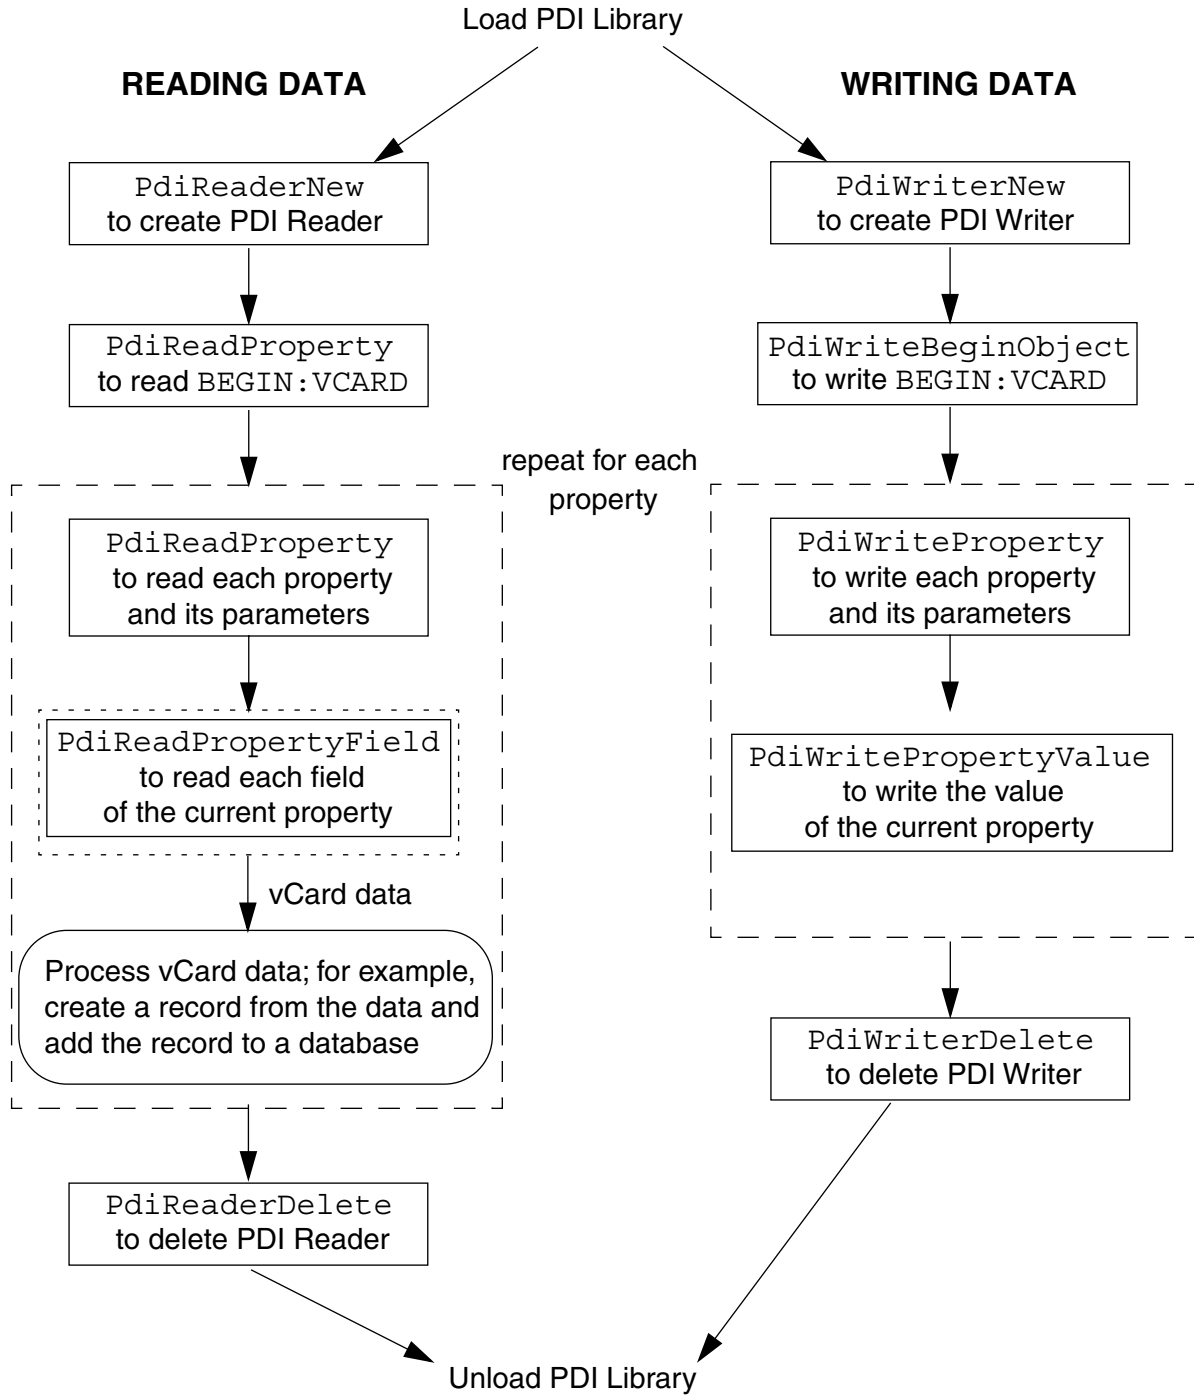 Load PDI Library
READING DATA
PdiReaderNew
to create PDI Reader
PdiReadProperty
to read BEGIN:VCARD
repeat for each
property
PdiReadProperty
to read each property
and its parameters
PdiReadPropertyField
to read each field
of the current property
vCard data
Process vCard data; for example,
create a record from the data and
add the record to a database
PdiReaderDelete
to delete PDI Reader
WRITING DATA
PdiWriterNew
to create PDI Writer
PdiWriteBeginObject
to write BEGIN:VCARD
PdiWriteProperty
to write each property
and its parameters
PdiWritePropertyValue
to write the value
of the current property
PdiWriterDelete
to delete PDI Writer
Unload PDI Library